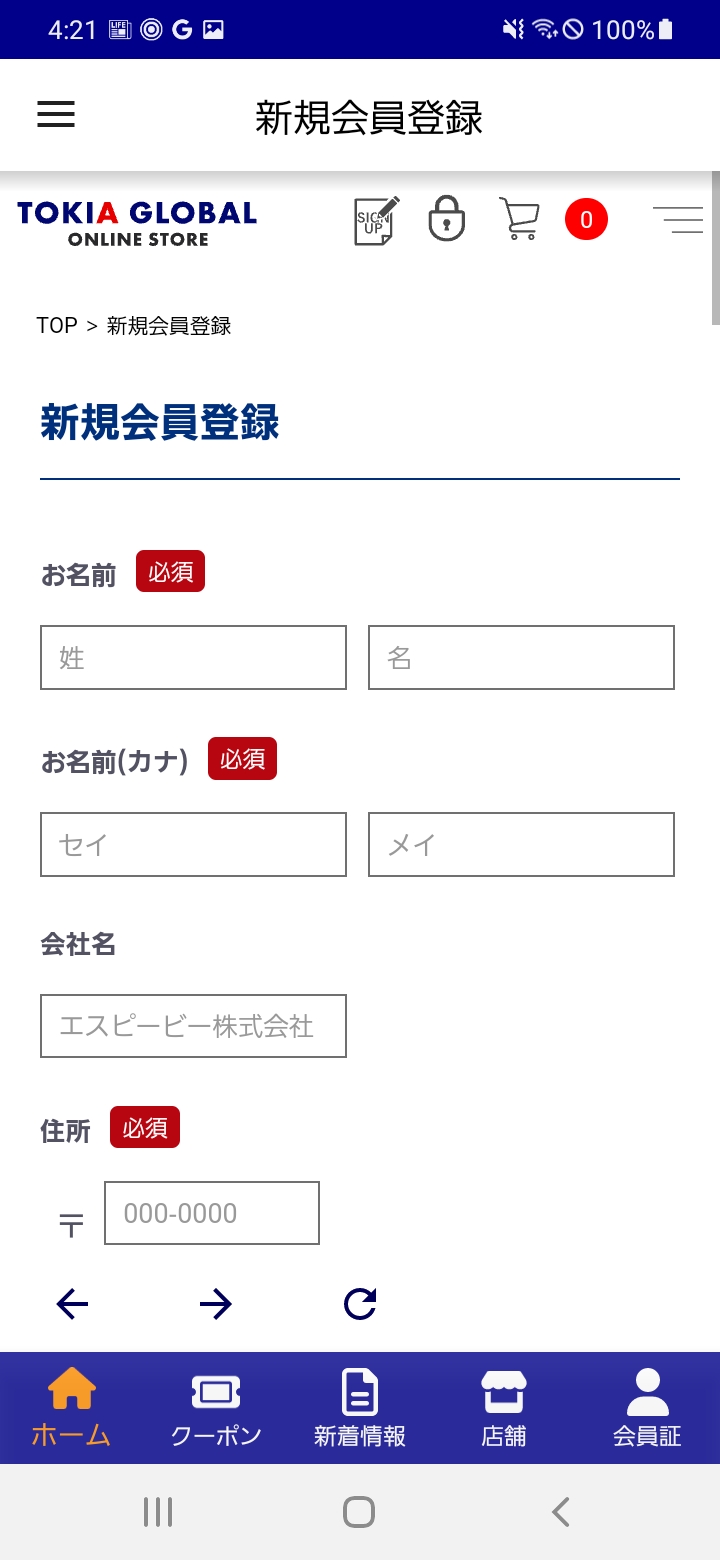 4:21 LIFE G 100%
新規会員登録
TOKIA GLOBAL
ONLINE STORE
SIGN
UP
0
TOP > 新規会員登録
新規会員登録
お名前 必須
姓 名
お名前(カナ) 必須
セイ メイ
会社名
エスピービー株式会社
住所 必須
〒 000-0000
ホーム クーポン 新着情報 店舗 会員証